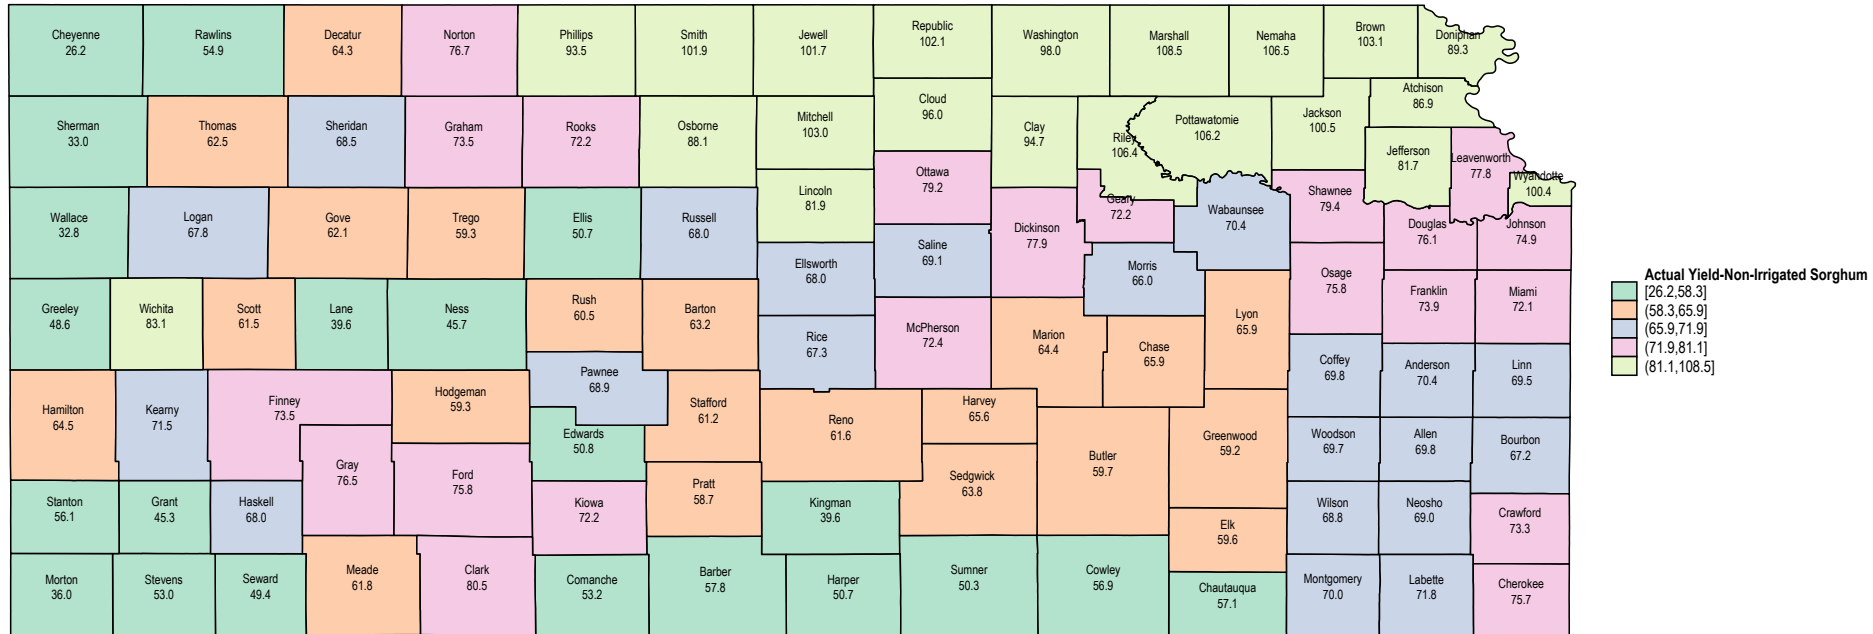 Cheyenne
26.2
Rawlins
54.9
Decatur
64.3
Norton
76.7
Phillips
93.5
Smith
101.9
Jewell
101.7
Republic
102.1
Washington
98.0
Marshall
108.5
Nemaha
106.5
Brown
103.1
Doniphan
89.3
Sherman
33.0
Thomas
62.5
Sheridan
68.5
Graham
73.5
Rooks
72.2
Osborne
88.1
Mitchell
103.0
Cloud
96.0
Clay
94.7
Riley
106.4
Pottawatomie
106.2
Jackson
100.5
Atchison
86.9
Jefferson
81.7
Leavenworth
77.8
Wyandotte
100.4
Wallace
32.8
Logan
67.8
Gove
62.1
Trego
59.3
Ellis
50.7
Russell
68.0
Lincoln
81.9
Ottawa
79.2
Saline
69.1
Dickinson
77.9
Geary
72.2
Wabaunsee
70.4
Shawnee
79.4
Douglas
76.1
Johnson
74.9
Ellsworth
68.0
Morris
66.0
Osage
75.8
Franklin
73.9
Miami
72.1
Greeley
48.6
Wichita
83.1
Scott
61.5
Lane
39.6
Ness
45.7
Rush
60.5
Barton
63.2
Rice
67.3
McPherson
72.4
Marion
64.4
Chase
65.9
Lyon
65.9
Coffey
69.8
Anderson
70.4
Linn
69.5
Hamilton
64.5
Kearny
71.5
Finney
73.5
Hodgeman
59.3
Pawnee
68.9
Stafford
61.2
Reno
61.6
Harvey
65.6
Edwards
50.8
Gray
76.5
Ford
75.8
Butler
59.7
Greenwood
59.2
Woodson
69.7
Allen
69.8
Bourbon
67.2
Stanton
56.1
Grant
45.3
Haskell
68.0
Kiowa
72.2
Pratt
58.7
Kingman
39.6
Sedgwick
63.8
Elk
59.6
Wilson
68.8
Neosho
69.0
Crawford
73.3
Morton
36.0
Stevens
53.0
Seward
49.4
Meade
61.8
Clark
80.5
Comanche
53.2
Barber
57.8
Harper
50.7
Sumner
50.3
Cowley
56.9
Chautauqua
57.1
Montgomery
70.0
Labette
71.8
Cherokee
75.7
Actual Yield-Non-Irrigated Sorghum
[26.2,58.3]
(58.3,65.9]
(65.9,71.9]
(71.9,81.1]
(81.1,108.5]